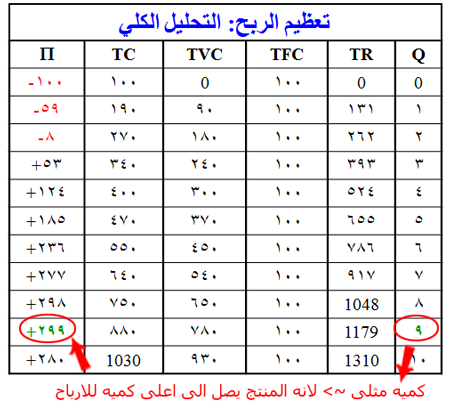 تعظيم الربح: التحليل الكلي
Q TR TFC TVC TC Π
0 0 ١٠٠ 0 ١٠٠ -١٠٠
١ ١٣١ ١٠٠ ٩٠ ١٩٠ -٥٩
٢ ٢٦٢ ١٠٠ ١٨٠ ٢٧٠ -٨
٣ ٣٩٣ ١٠٠ ٢٤٠ ٣٤٠ +٥٣
٤ ٥٢٤ ١٠٠ ٣٠٠ ٤٠٠ +١٢٤
٥ ٦٥٥ ١٠٠ ٣٧٠ ٤٧٠ +١٨٥
٦ ٧٨٦ ١٠٠ ٤٥٠ ٥٥٠ +٢٣٦
٧ ٩١٧ ١٠٠ ٥٤٠ ٦٤٠ +٢٧٧
٨ 1048 ١٠٠ ٦٥٠ ٧٥٠ +٢٩٨
٩ 1179 ١٠٠ ٧٨٠ ٨٨٠ +٢٩٩
١٠ 1310 ١٠٠ ٩٣٠ 1030 +٢٨٠
كميه مثلى ~> لانه المنتج يصل الى اعلى كميه للارباح